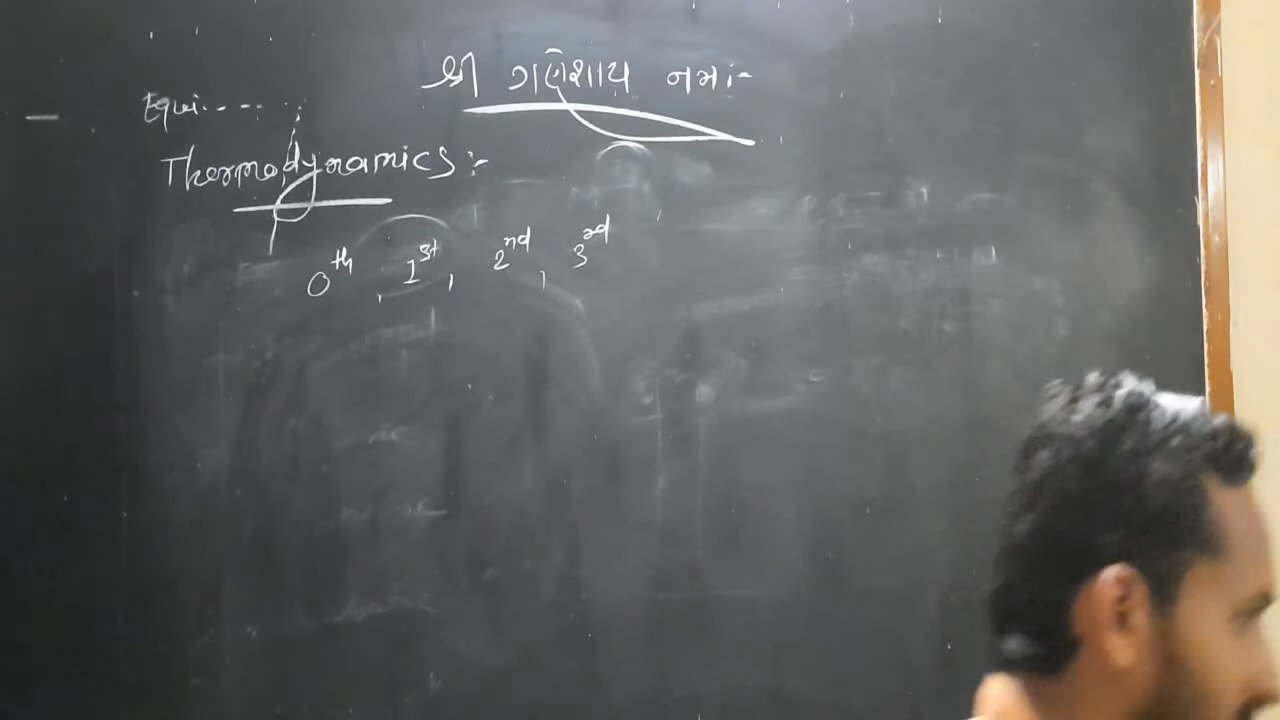 શ્રી ગણેશાય નમઃ-
Equi:----
Thermodynamics:-
0th, 1st, 2nd, 3rd